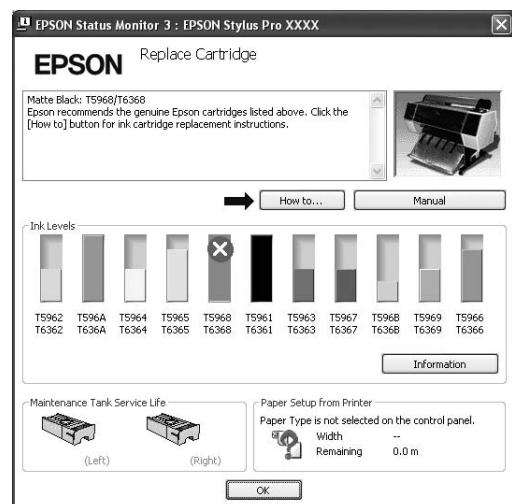 EPSON Status Monitor 3 : EPSON Stylus Pro XXXX
EPSON
Replace Cartridge
Matte Black: T5968/T6368
Epson recommends the genuine Epson cartridges listed above. Click the
[How to] button for ink cartridge replacement instructions.
How to...
Manual
Ink Levels
T5962 T596A T5964 T5965 T5968 T5961 T5963 T5967 T596B T5969 T5966
T6362 T636A T6364 T6365 T6368 T6361 T6363 T6367 T636B T6369 T6366
Information
Maintenance Tank Service Life
(Left)
(Right)
Paper Setup from Printer
Paper Type is not selected on the control panel.
Width --
Remaining 0.0 m
OK